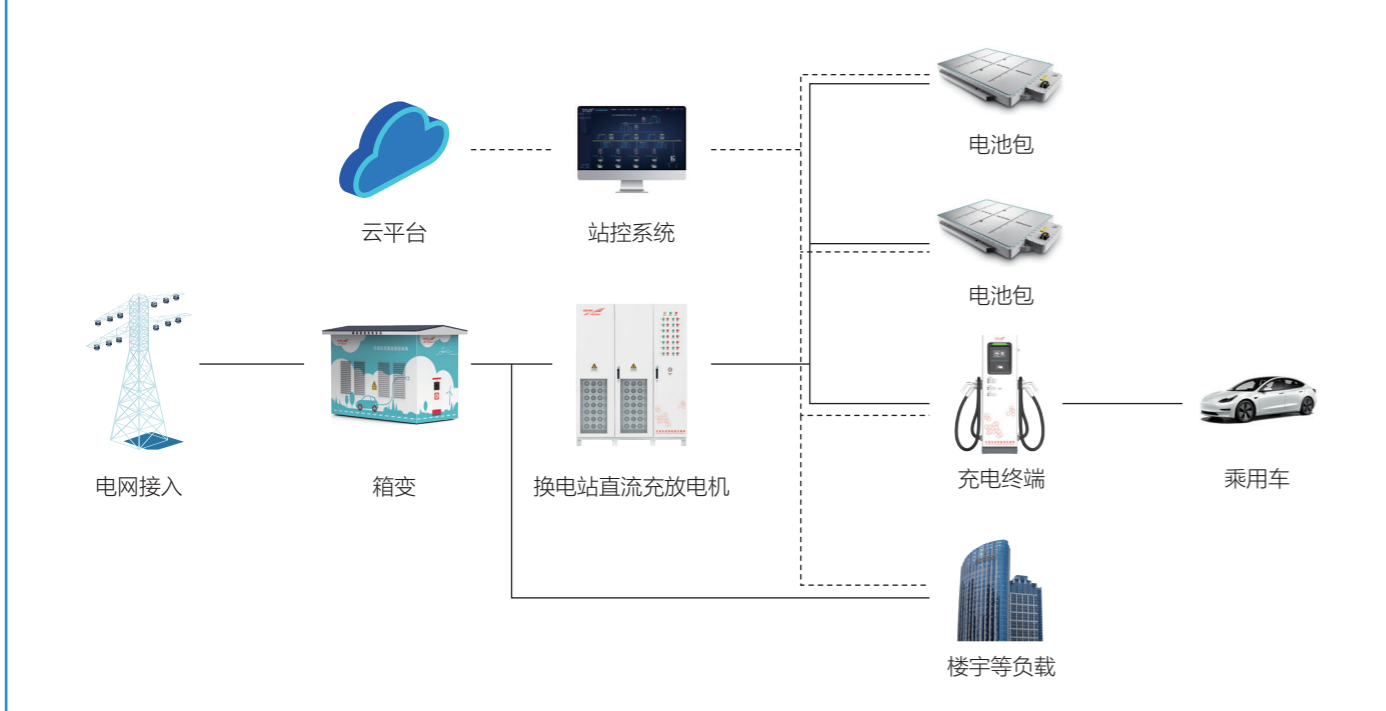 电池包
云平台
站控系统
电池包
电网接入
箱变
换电站直流充放电机
充电终端
乘用车
楼宇等负载